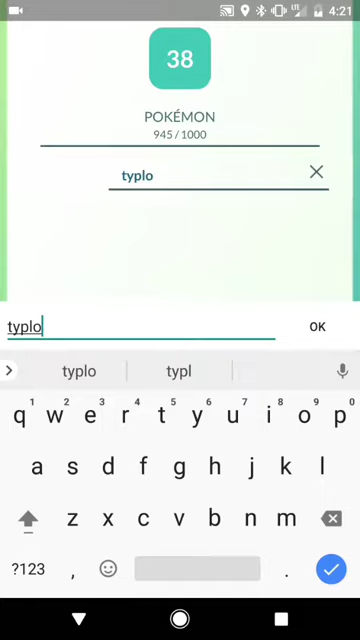 LTE 4:21
38
POKÉMON
945 / 1000
typlo
typlo OK
typlo typl
1 2 3 4 5 6 7 8 9 0
q w e r t y u i o p
a s d f g h j k l
z x c v b n m
?123 , .